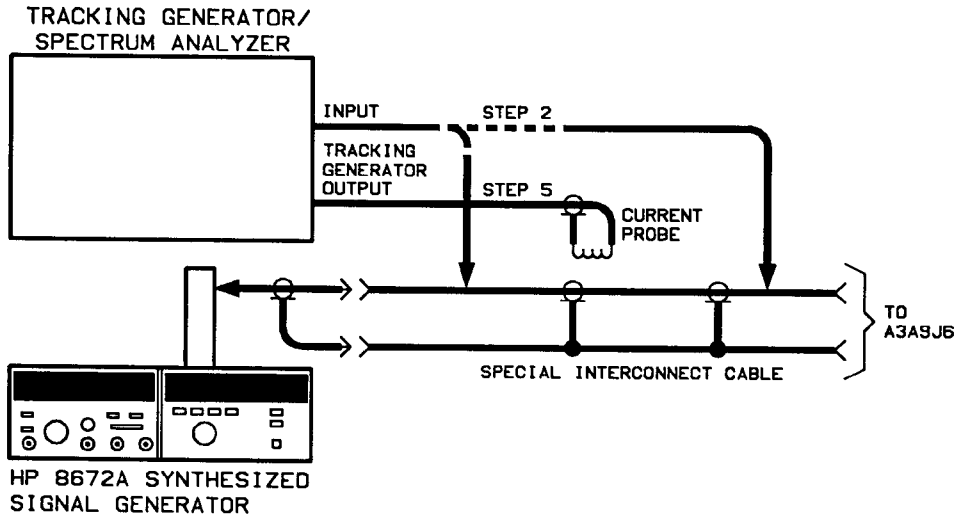 TRACKING GENERATOR/
SPECTRUM ANALYZER
INPUT
STEP 2
TRACKING
GENERATOR
OUTPUT
STEP 5
CURRENT
PROBE
TO
A3A9J6
SPECIAL INTERCONNECT CABLE
HP 8672A SYNTHESIZED
SIGNAL GENERATOR